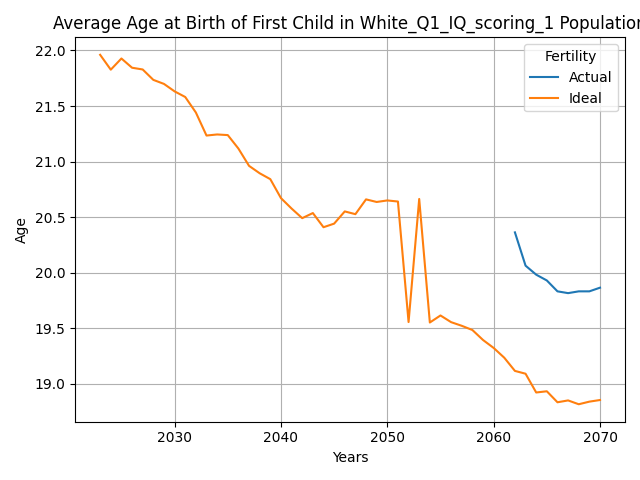 Average Age at Birth of First Child in White_Q1_IQ_scoring_1 Population
Fertility
Actual
Ideal
22.0
21.5
21.0
20.5
20.0
19.5
19.0
Age
2030
2040
2050
2060
2070
Years